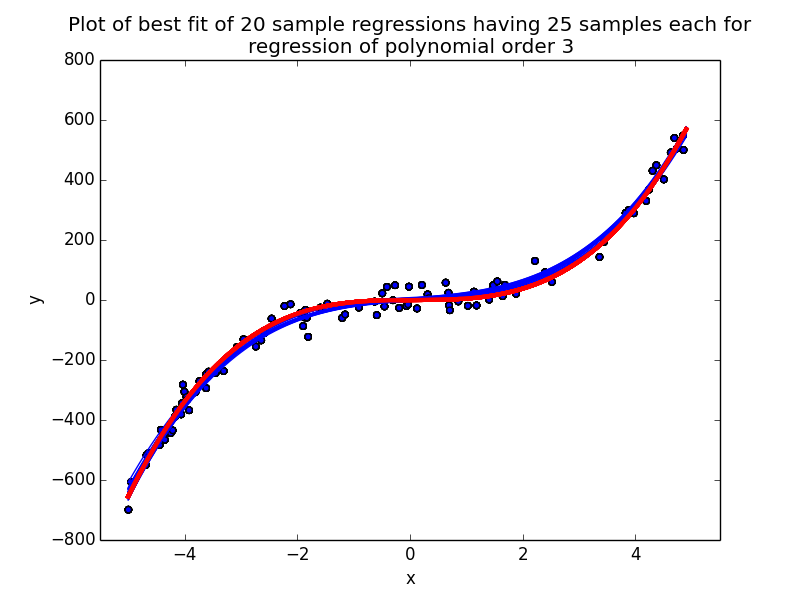 Plot of best fit of 20 sample regressions having 25 samples each for
regression of polynomial order 3
800
600
400
200
0
−200
−400
−600
−800
y
−4 −2 0 2 4
x